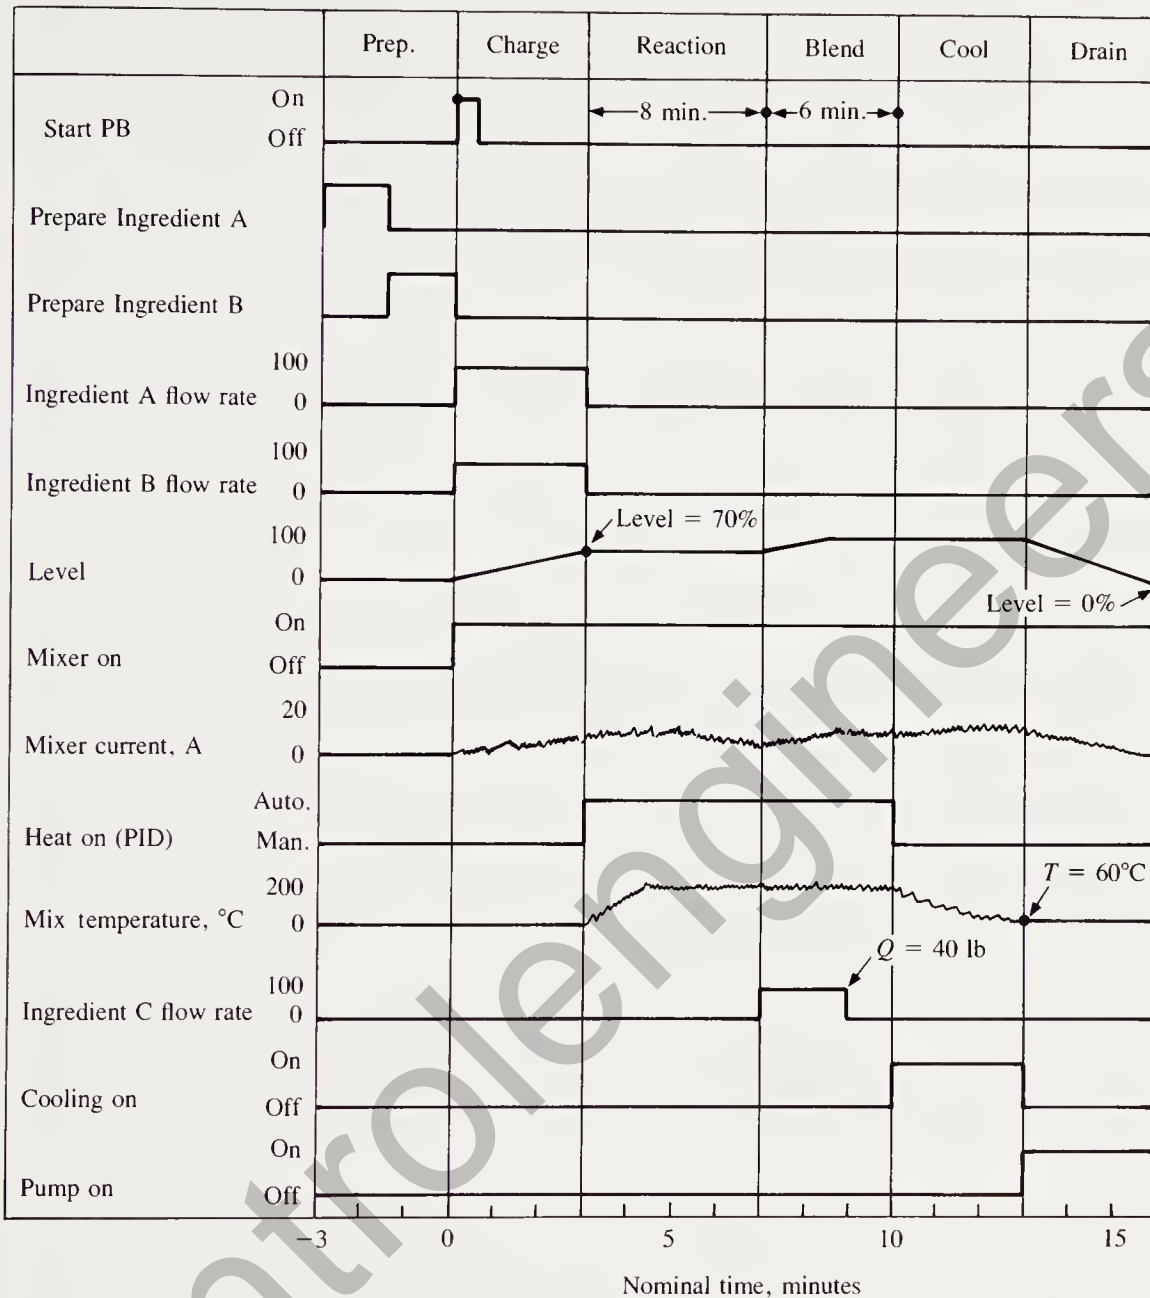 Prep. Charge Reaction Blend Cool Drain
On
Start PB
Off
8 min. 6 min.
Prepare Ingredient A
Prepare Ingredient B
100
Ingredient A flow rate 0
100
Ingredient B flow rate 0
Level = 70%
100
Level
0
Level = 0%
On
Mixer on
Off
20
Mixer current, A
0
Auto.
Heat on (PID)
Man.
T = 60°C
200
Mix temperature, °C
0
Q = 40 lb
100
Ingredient C flow rate 0
On
Cooling on
Off
On
Pump on
Off
−3 0 5 10 15
Nominal time, minutes
ntrolengineers